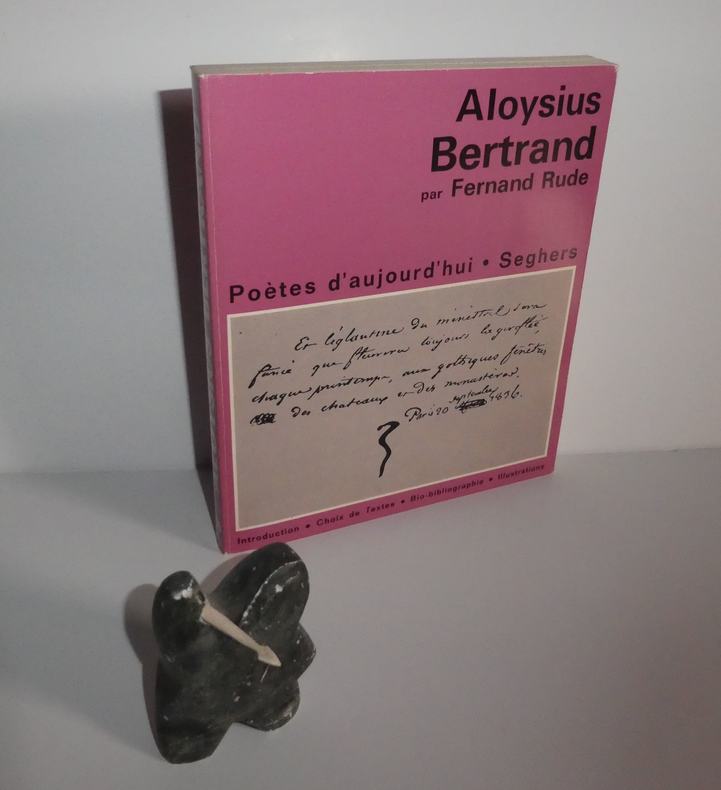 Aloysius
Bertrand
par Fernand Rude
Poètes d'aujourd'hui • Seghers
Et l'églantine du ménestrel sera
fanée que fleurira toujours la giroflée,
chaque printemps, aux gothiques fenêtres
des chateaux et des monastères.
Paris 20 septembre 1836.
Introduction • Choix de Textes • Bio-bibliographie • Illustrations